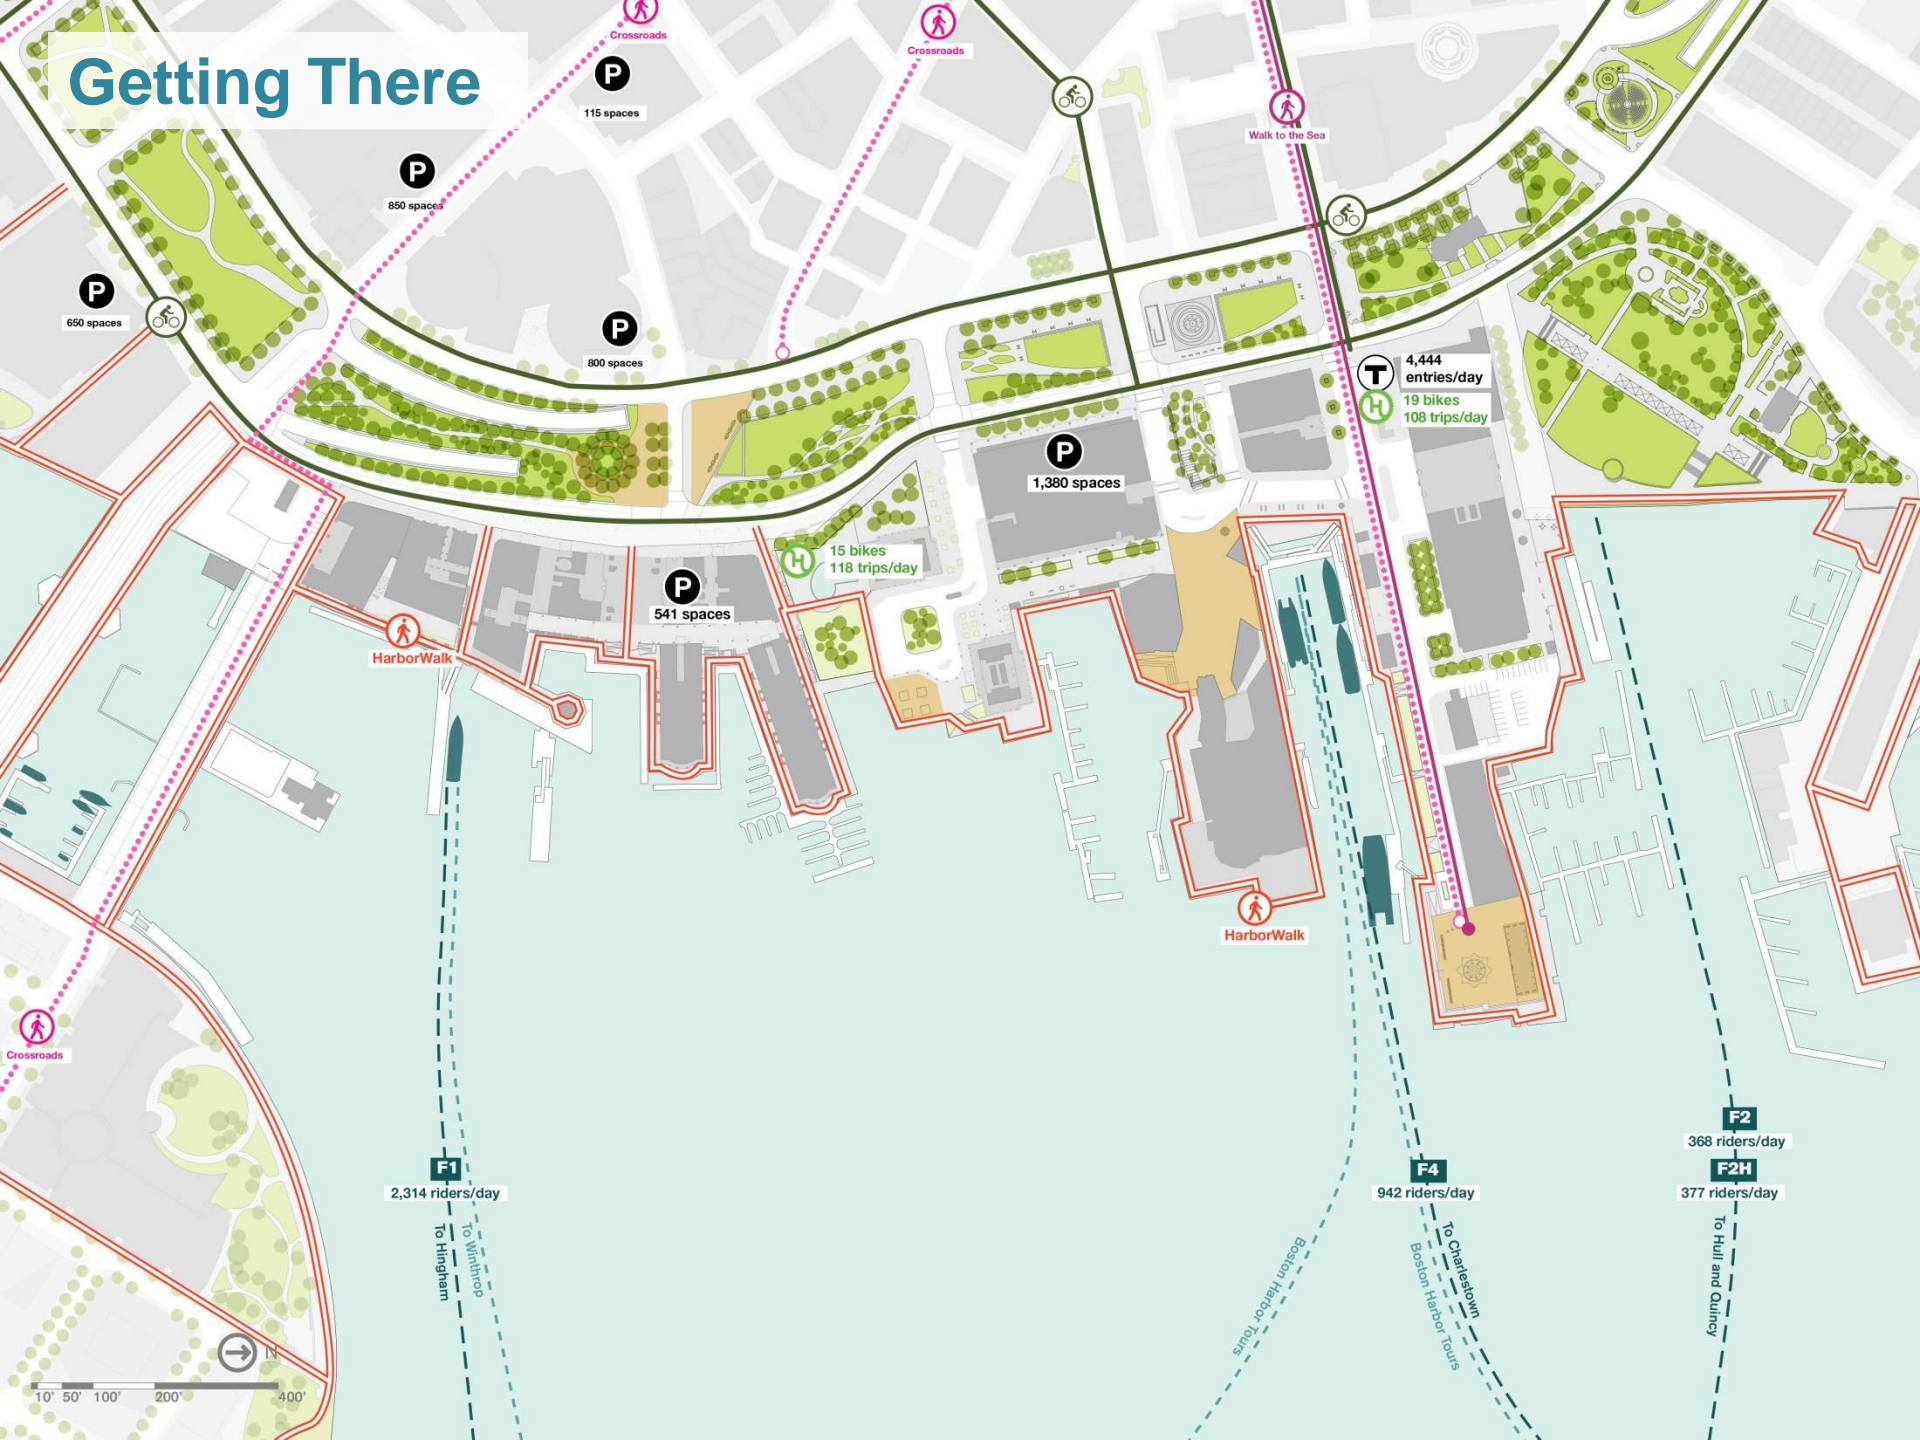 Getting There
Crossroads
Crossroads
P
115 spaces
Walk to the Sea
P
850 spaces
P
650 spaces
P
800 spaces
T
4,444
entries/day
H
19 bikes
108 trips/day
P
1,380 spaces
H
15 bikes
118 trips/day
P
541 spaces
HarborWalk
HarborWalk
Crossroads
F1
2,314 riders/day
To Hingham
To Winthrop
F4
942 riders/day
To Charlestown
Boston Harbor Tours
Boston Harbor Tours
F2
368 riders/day
F2H
377 riders/day
To Hull and Quincy
N
10' 50' 100' 200' 400'